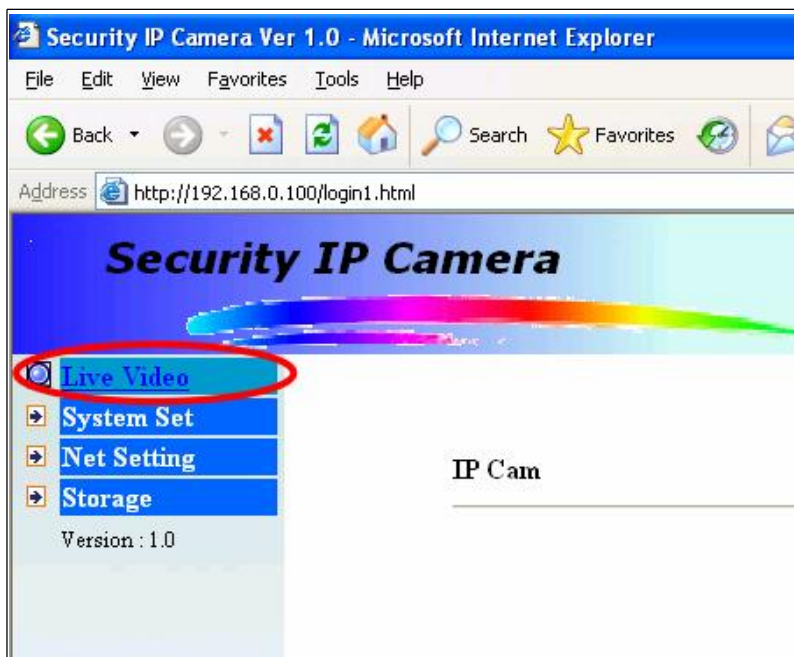 Security IP Camera Ver 1.0 - Microsoft Internet Explorer
File Edit View Favorites Tools Help
Back Search Favorites
Address http://192.168.0.100/login1.html
Security IP Camera
Live Video
System Set
Net Setting
IP Cam
Storage
Version : 1.0